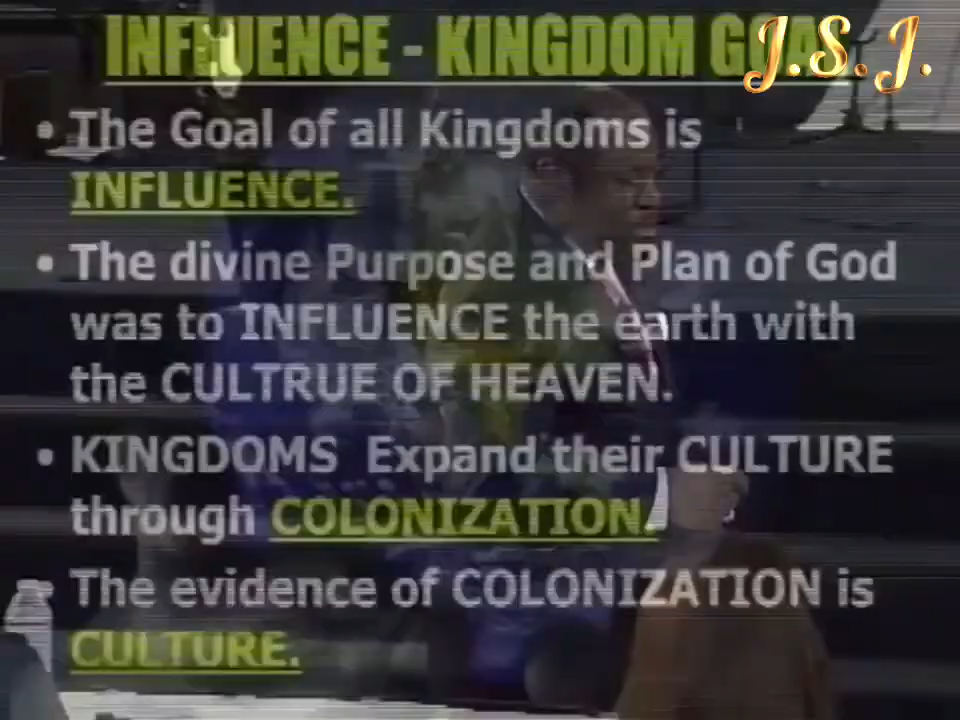 INFLUENCE - KINGDOM GOAL
J.S.J.
• The Goal of all Kingdoms is
INFLUENCE.
• The divine Purpose and Plan of God
was to INFLUENCE the earth with
the CULTRUE OF HEAVEN.
• KINGDOMS Expand their CULTURE
through COLONIZATION.
• The evidence of COLONIZATION is
CULTURE.